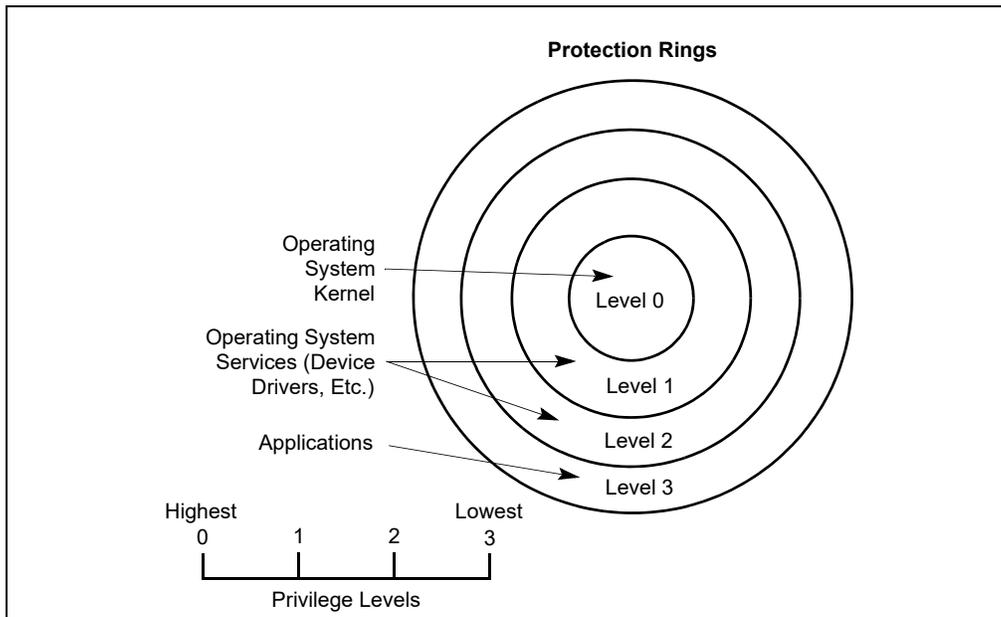 Protection Rings
Operating
System
Kernel
Level 0
Operating System
Services (Device
Drivers, Etc.)
Level 1
Level 2
Applications
Level 3
Highest
Lowest
0
1
2
3
Privilege Levels